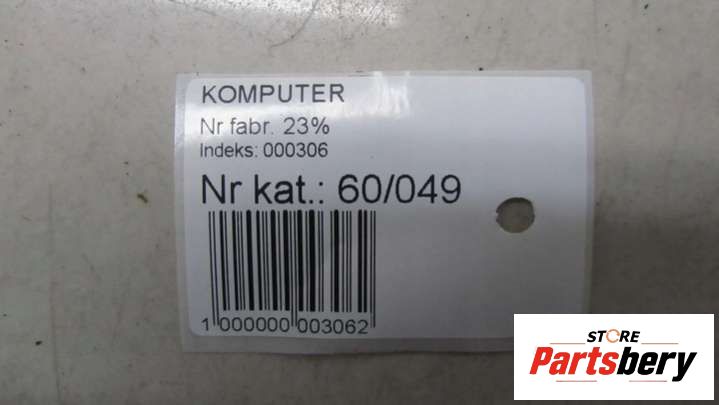 KOMPUTER
Nr fabr. 23%
Indeks: 000306
Nr kat.: 60/049
1 000000 003062
STORE
Partsbery